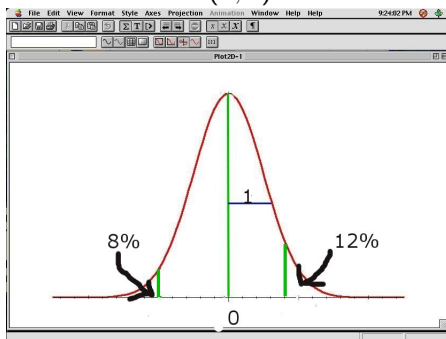 File Edit View Format Style Axes Projection Animation Window Help Help 9:24:02 PM
Σ T X X X ¶
Plot2D-1
1
8% 12%
0